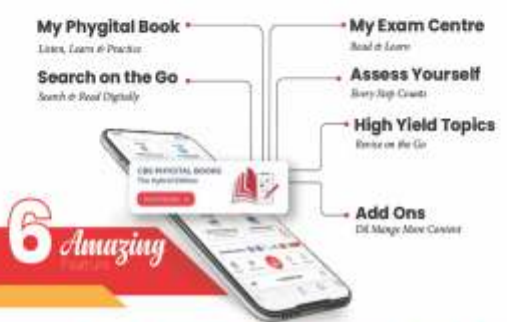 My Phygital Book
Listen, Learn & Practice
Search on the Go
Search & Read Digitally
My Exam Centre
Read & Learn
Assess Yourself
Every Step Counts
High Yield Topics
Revise on the Go
Add Ons
CBS PHYGITAL BOOKS
The Hybrid Edition
6
Amazing